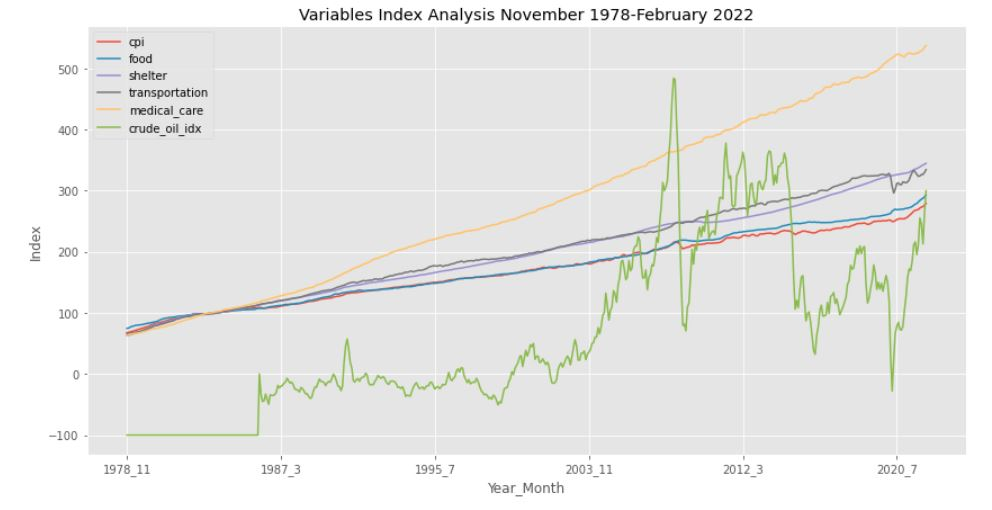 Variables Index Analysis November 1978-February 2022
cpi
food
shelter
transportation
medical_care
crude_oil_idx
500
400
300
200
100
0
−100
Index
1978_11 1987_3 1995_7 2003_11 2012_3 2020_7
Year_Month